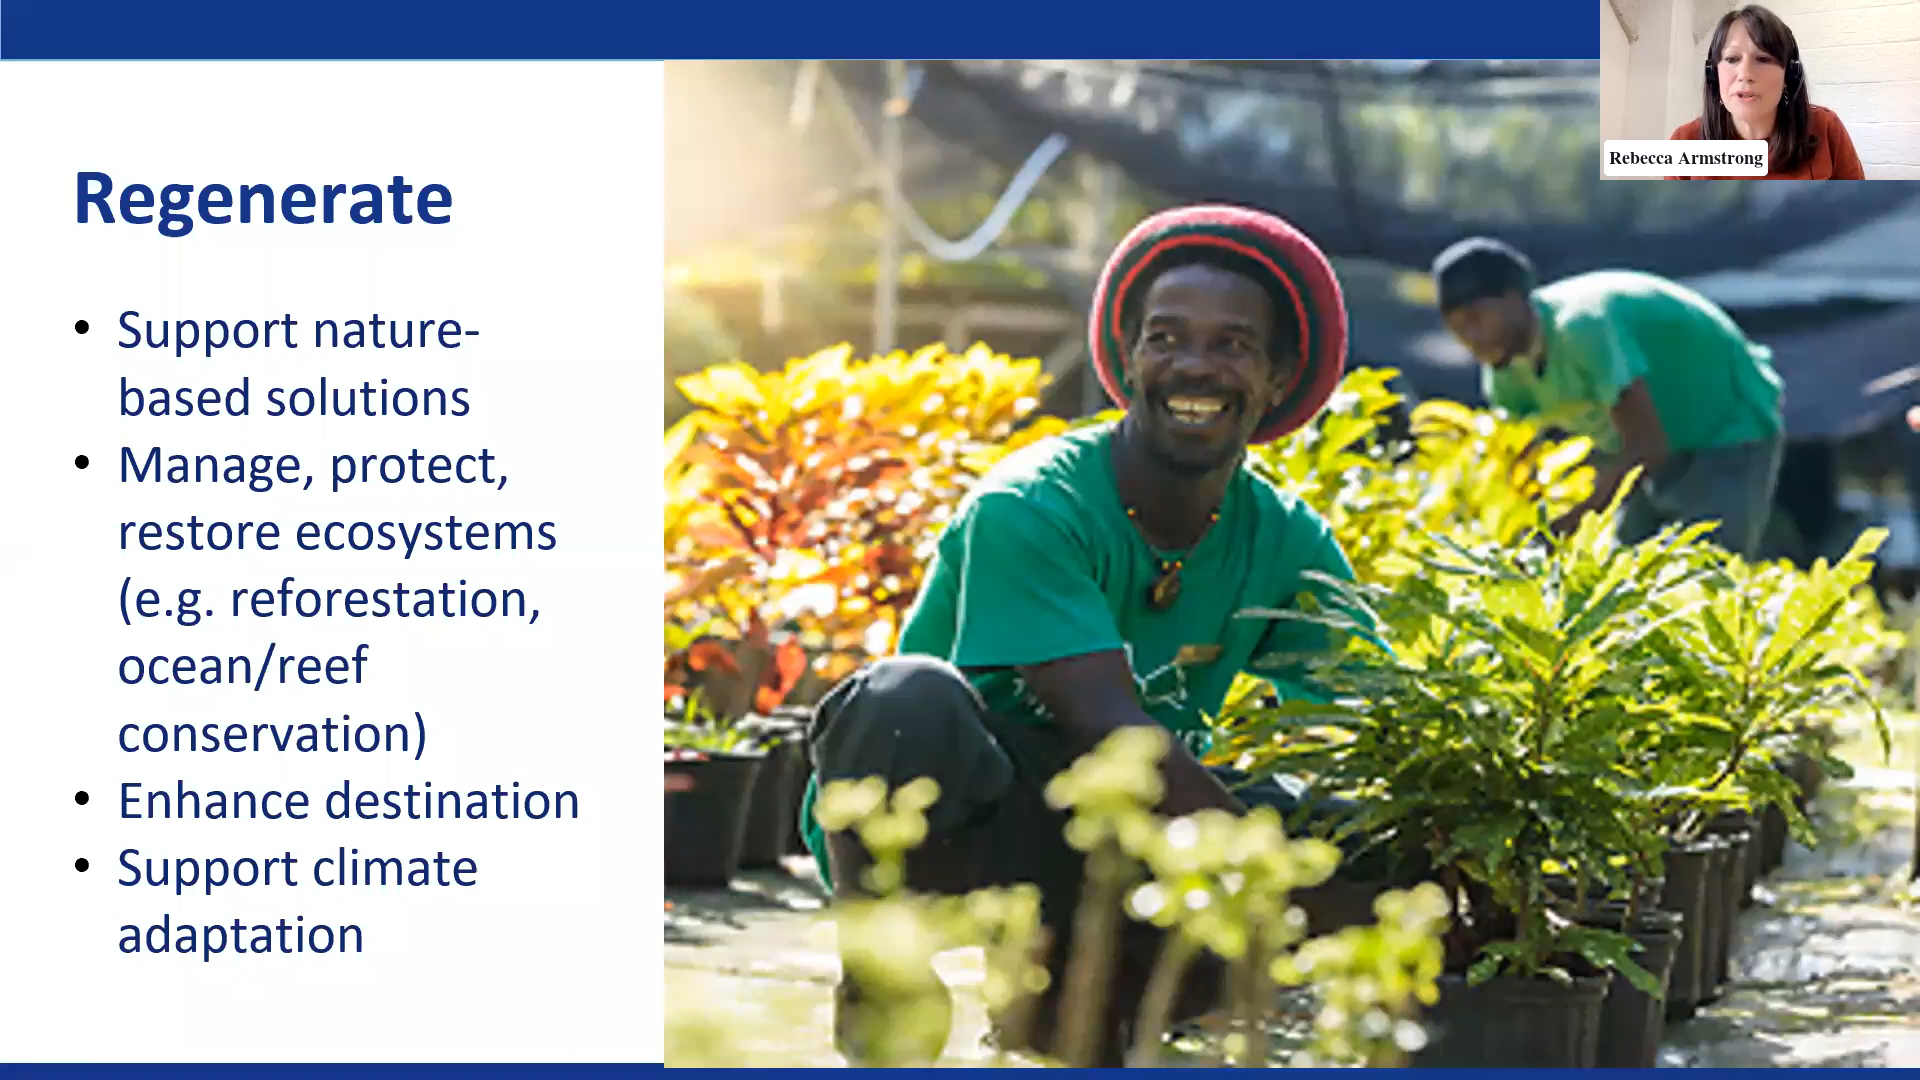 Rebecca Armstrong
Regenerate
• Support nature-
based solutions
• Manage, protect,
restore ecosystems
(e.g. reforestation,
ocean/reef
conservation)
• Enhance destination
• Support climate
adaptation